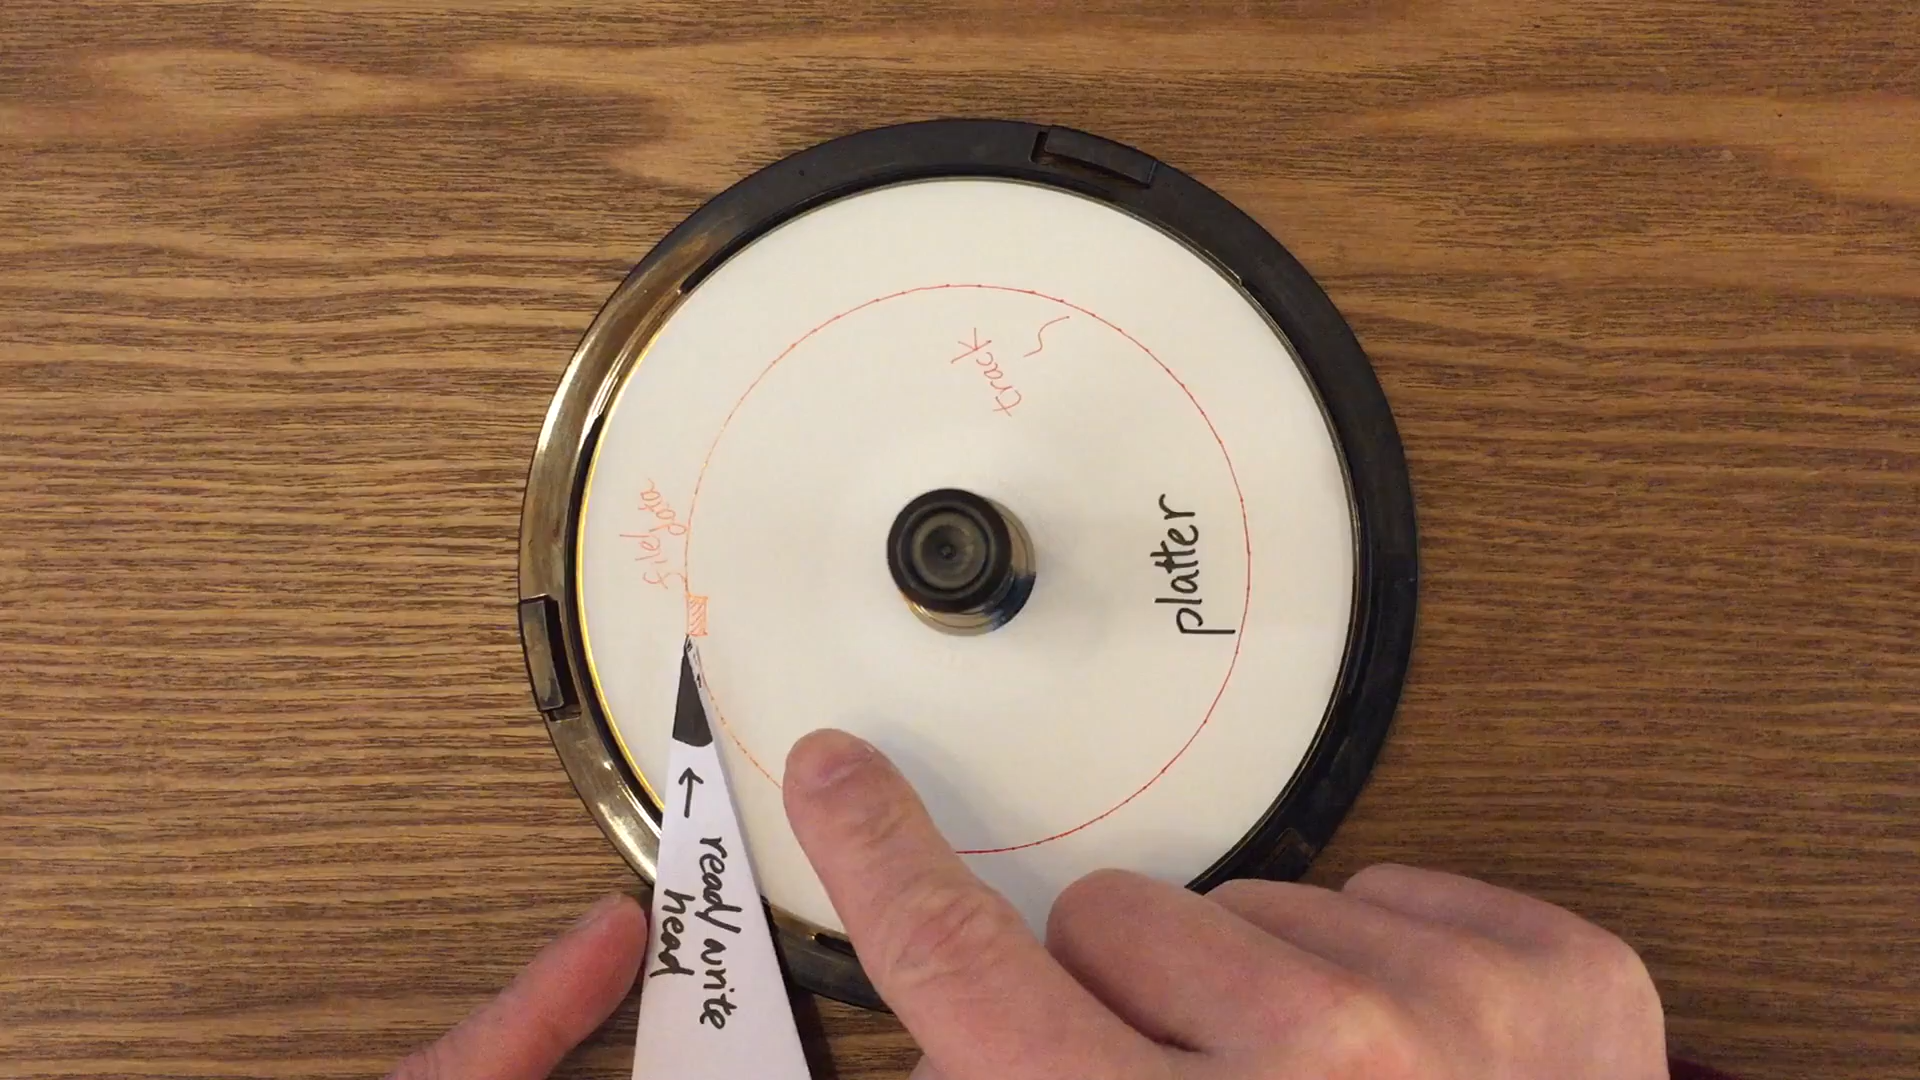 track
file data
platter
← read/write
head